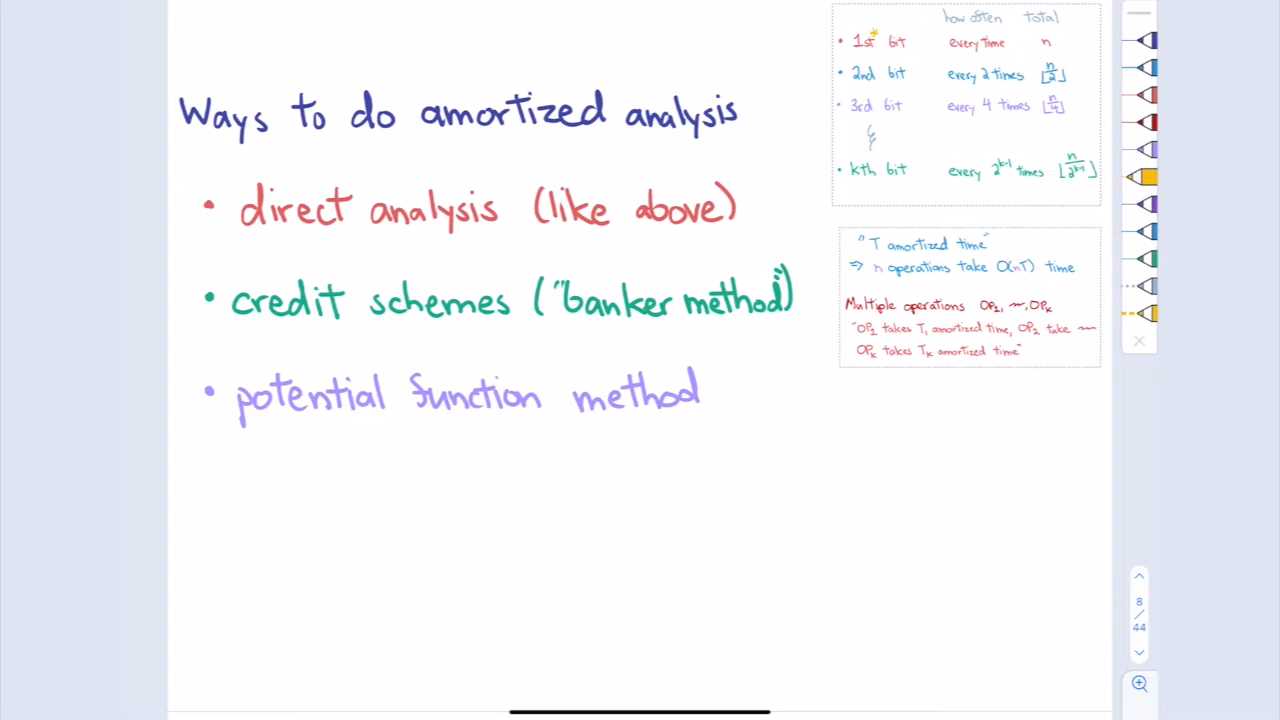 Ways to do amortized analysis
• direct analysis (like above)
• credit schemes ("banker method")
• potential function method
how often total
• 1st* bit every time n
• 2nd bit every 2 times ⌊n/2⌋
• 3rd bit every 4 times ⌊n/4⌋
• kth bit every 2^{k-1} times ⌊n/2^{k-1}⌋
"T amortized time"
⇒ n operations take O(nT) time
Multiple operations OP₁, ~, OPₖ
"OP₁ takes T₁ amortized time, OP₂ take ~
OPₖ takes Tₖ amortized time"
8
/
44